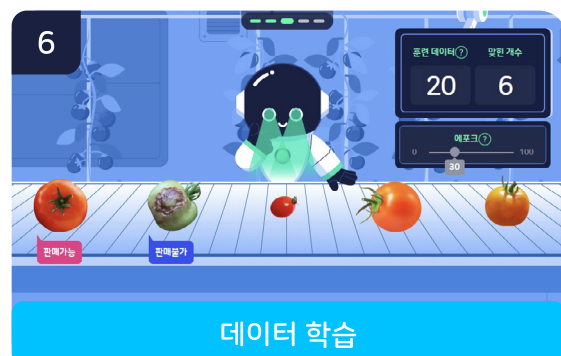 6
훈련 데이터? 맞힌 개수
20 6
에포크?
0 100
30
판매가능 판매불가
데이터 학습